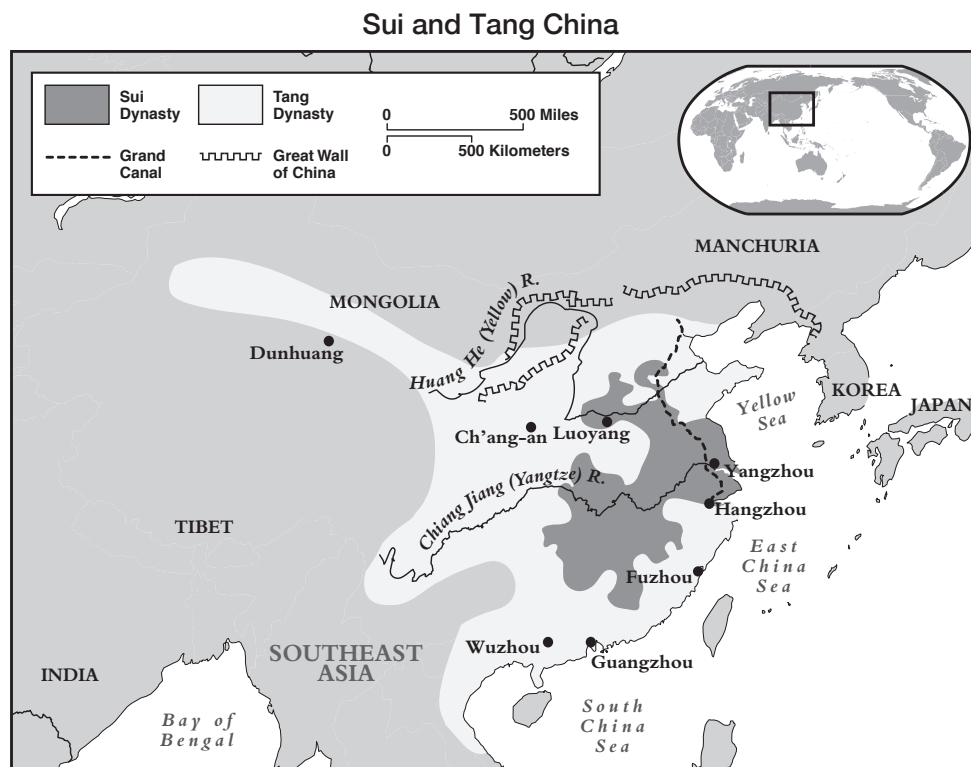 Sui and Tang China
Sui
Dynasty
Tang
Dynasty
0 500 Miles
0 500 Kilometers
Grand
Canal
Great Wall
of China
MANCHURIA
MONGOLIA
Huang He (Yellow) R.
Dunhuang
KOREA
JAPAN
Yellow
Sea
Ch'ang-an
Luoyang
Yangzhou
Chiang Jiang (Yangtze) R.
Hangzhou
TIBET
East
China
Sea
Fuzhou
Wuzhou
Guangzhou
SOUTHEAST
ASIA
INDIA
Bay of
Bengal
South
China
Sea